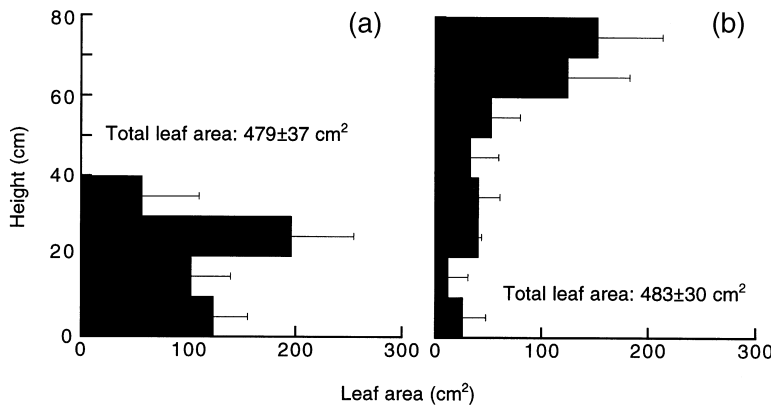 80
(a)
(b)
60
Total leaf area: 479±37 cm²
40
Height (cm)
20
Total leaf area: 483±30 cm²
0
0 100 200 300
0 100 200 300
Leaf area (cm²)